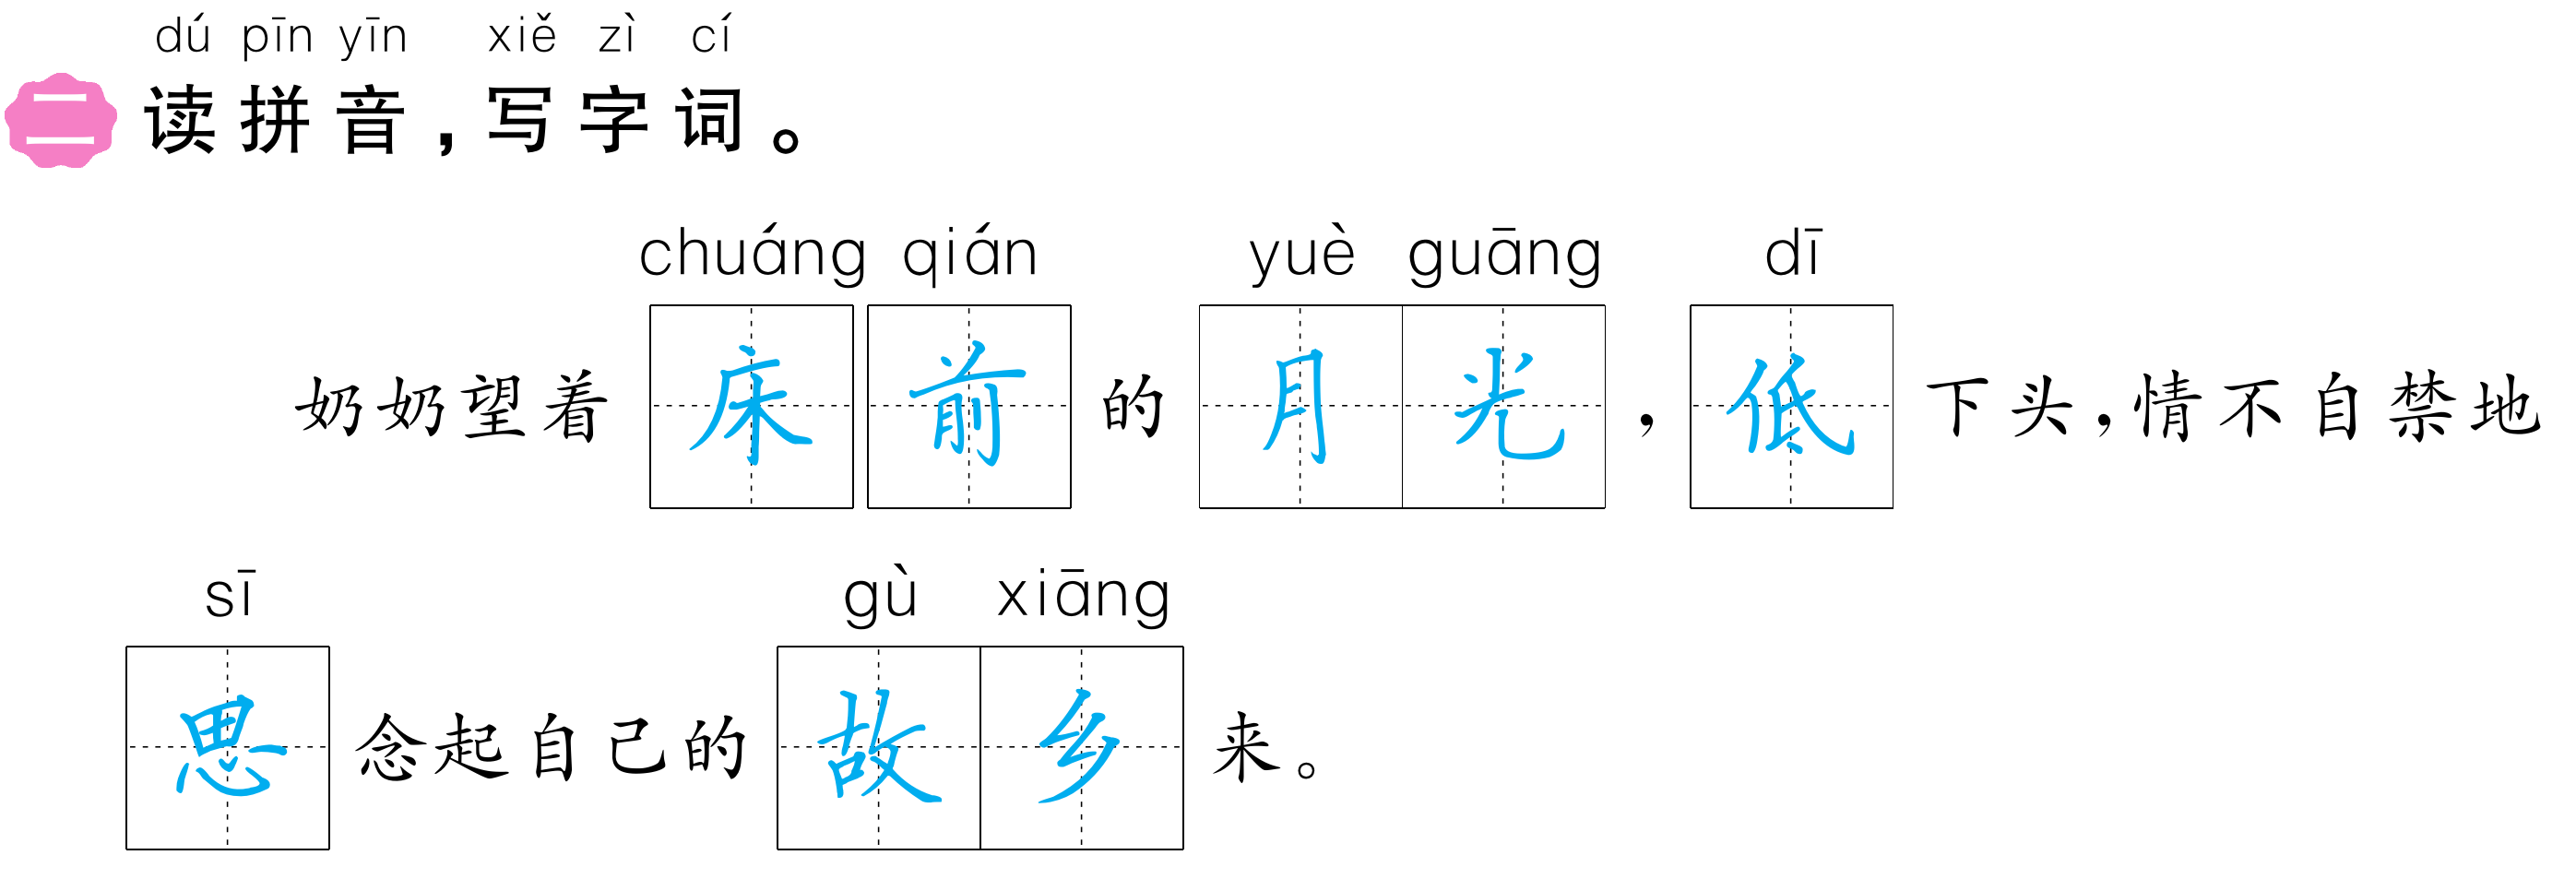 dú pīn yīn xiě zì cí
二 读拼音，写字词。
chuáng qián yuè guāng dī
奶奶望着床前的月光，低下头，情不自禁地
sī gù xiāng
思念起自己的故乡来。